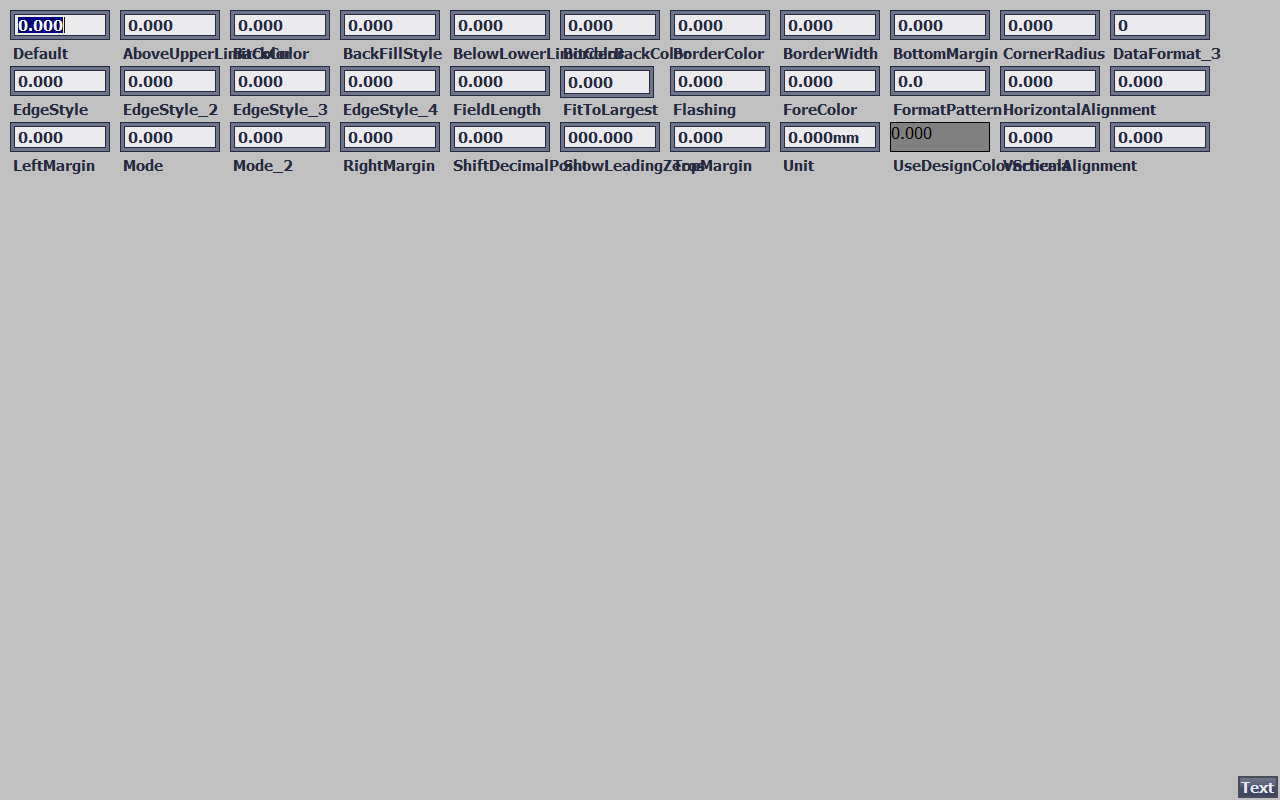 0.000 0.000 0.000 0.000 0.000 0.000 0.000 0.000 0.000 0.000 0
Default AboveUpperLimitColor BackColor BackFillStyle BelowLowerLimitColor BorderBackColor BorderColor BorderWidth BottomMargin CornerRadius DataFormat_3
0.000 0.000 0.000 0.000 0.000 0.000 0.000 0.000 0.0 0.000 0.000
EdgeStyle EdgeStyle_2 EdgeStyle_3 EdgeStyle_4 FieldLength FitToLargest Flashing ForeColor FormatPattern HorizontalAlignment
0.000 0.000 0.000 0.000 0.000 000.000 0.000 0.000mm 0.000 0.000 0.000
LeftMargin Mode Mode_2 RightMargin ShiftDecimalPoint ShowLeadingZeros TopMargin Unit UseDesignColorSchema VerticalAlignment
Text